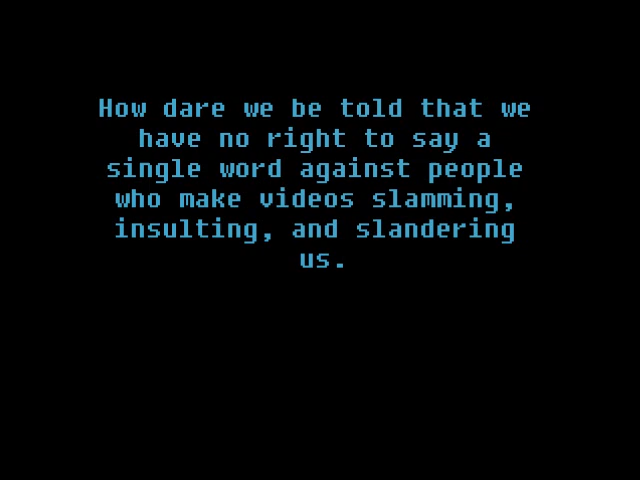 How dare we be told that we
have no right to say a
single word against people
who make videos slamming,
insulting, and slandering
us.